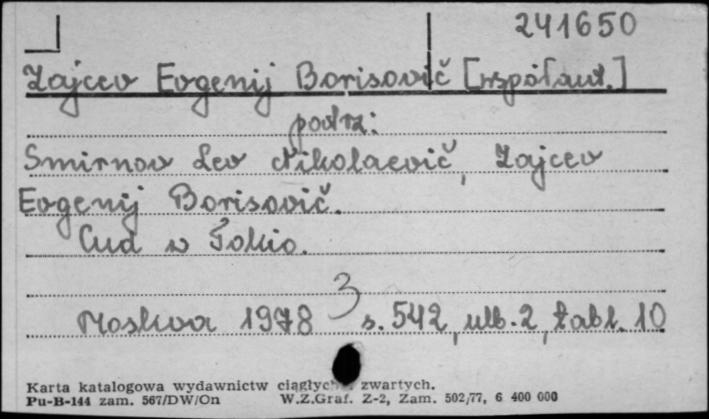 241650
Zajcev Evgenij Borisovič [współaut.]
patrz:
Smirnov Lev Nikolaevič, Zajcev
Evgenij Borisovič.
Cud w Tokio.
3
Moskva 1978 s. 542, ulb. 2, tabl. 10
Karta katalogowa wydawnictw ciągłych zwartych.
Pu-B-144 zam. 567/DW/On W.Z.Graf. Z-2, Zam. 502/77, 6 400 000